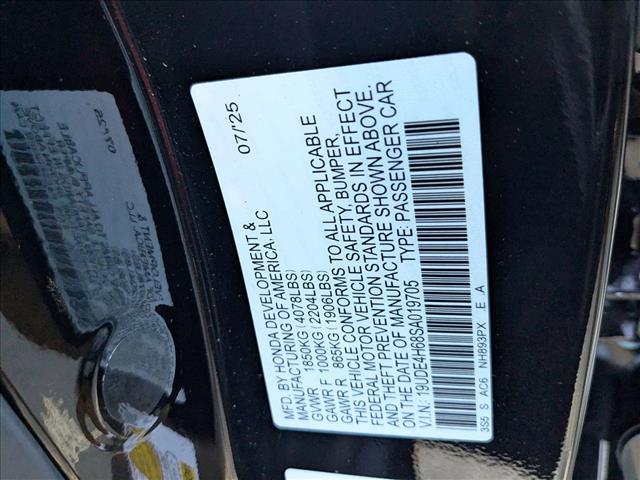 07/'25
MFD. BY HONDA DEVELOPMENT &
MANUFACTURING OF AMERICA, LLC
GVWR 1850KG (4078LBS)
GAWR F 1000KG (2204LBS)
GAWR R 865KG (1906LBS)
THIS VEHICLE CONFORMS TO ALL APPLICABLE
FEDERAL MOTOR VEHICLE SAFETY, BUMPER,
AND THEFT PREVENTION STANDARDS IN EFFECT
ON THE DATE OF MANUFACTURE SHOWN ABOVE.
V.I.N.: 19UDE4H68SA019705 TYPE: PASSENGER CAR
3S5 S AC6 NH893PX E A